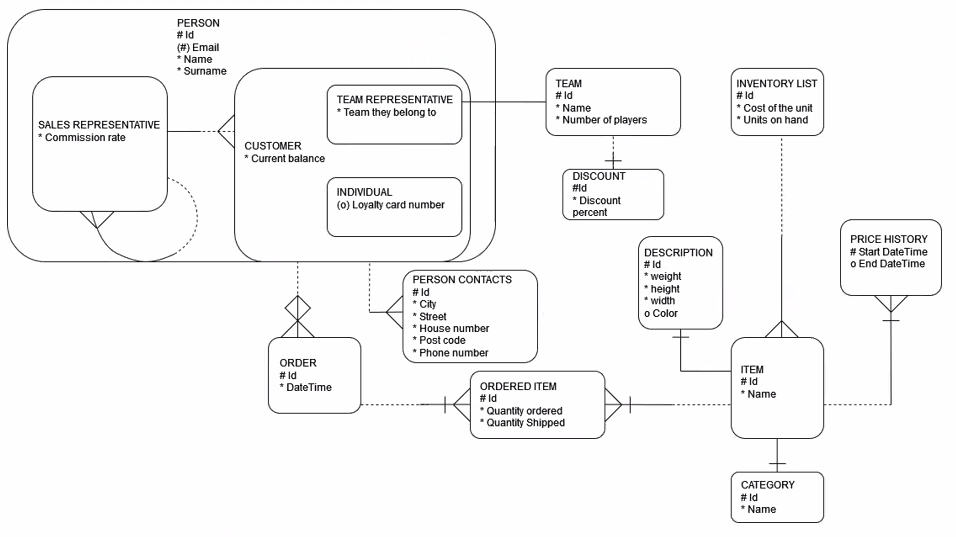 PERSON
# Id
(#) Email
* Name
* Surname
SALES REPRESENTATIVE
* Commission rate
CUSTOMER
* Current balance
TEAM REPRESENTATIVE
* Team they belong to
INDIVIDUAL
(o) Loyalty card number
TEAM
# Id
* Name
* Number of players
DISCOUNT
#Id
* Discount
percent
INVENTORY LIST
# Id
* Cost of the unit
* Units on hand
PRICE HISTORY
# Start DateTime
o End DateTime
DESCRIPTION
# Id
* weight
* height
* width
o Color
PERSON CONTACTS
# Id
* City
* Street
* House number
* Post code
* Phone number
ORDER
# Id
* DateTime
ORDERED ITEM
# Id
* Quantity ordered
* Quantity Shipped
ITEM
# Id
* Name
CATEGORY
# Id
* Name